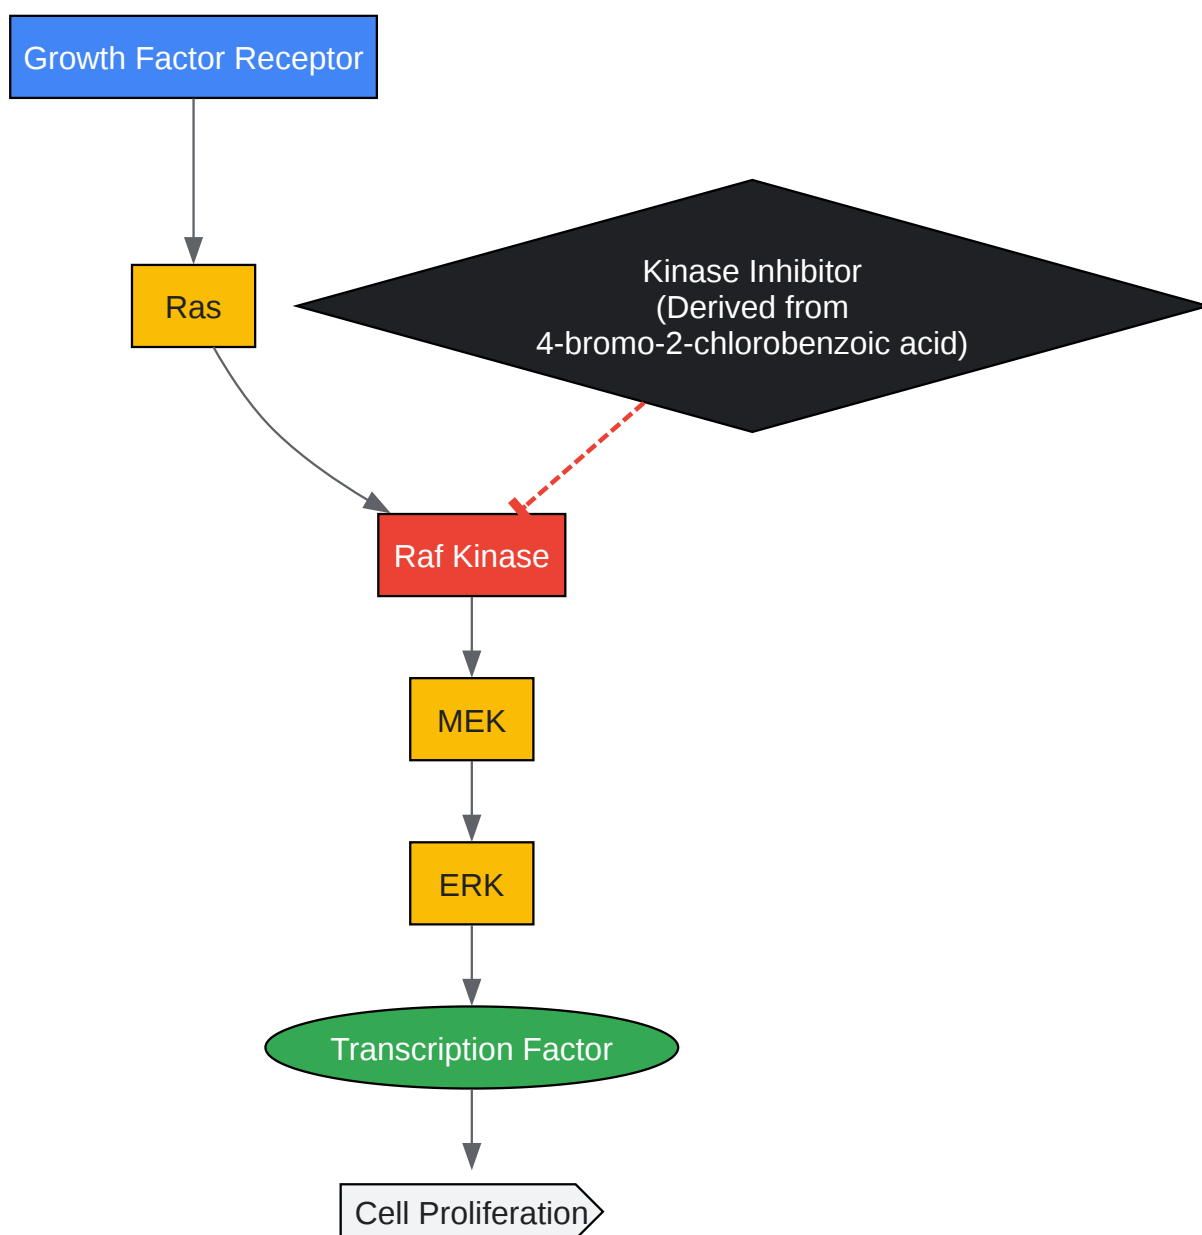 Growth Factor Receptor
Kinase Inhibitor
(Derived from
4-bromo-2-chlorobenzoic acid)
Ras
Raf Kinase
MEK
ERK
Transcription Factor
Cell Proliferation